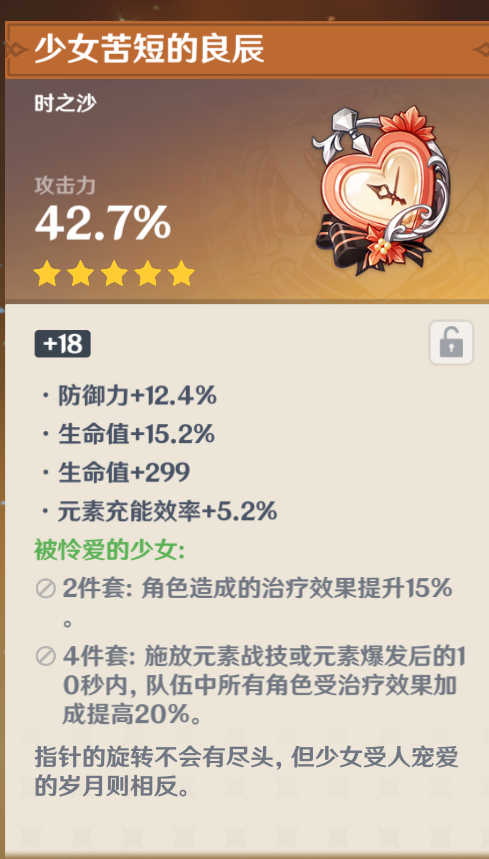 少女苦短的良辰
时之沙
攻击力
42.7%
+18
·防御力+12.4%
·生命值+15.2%
·生命值+299
·元素充能效率+5.2%
被怜爱的少女:
2件套: 角色造成的治疗效果提升15%
。
4件套: 施放元素战技或元素爆发后的1
0秒内, 队伍中所有角色受治疗效果加
成提高20%。
指针的旋转不会有尽头, 但少女受人宠爱
的岁月则相反。